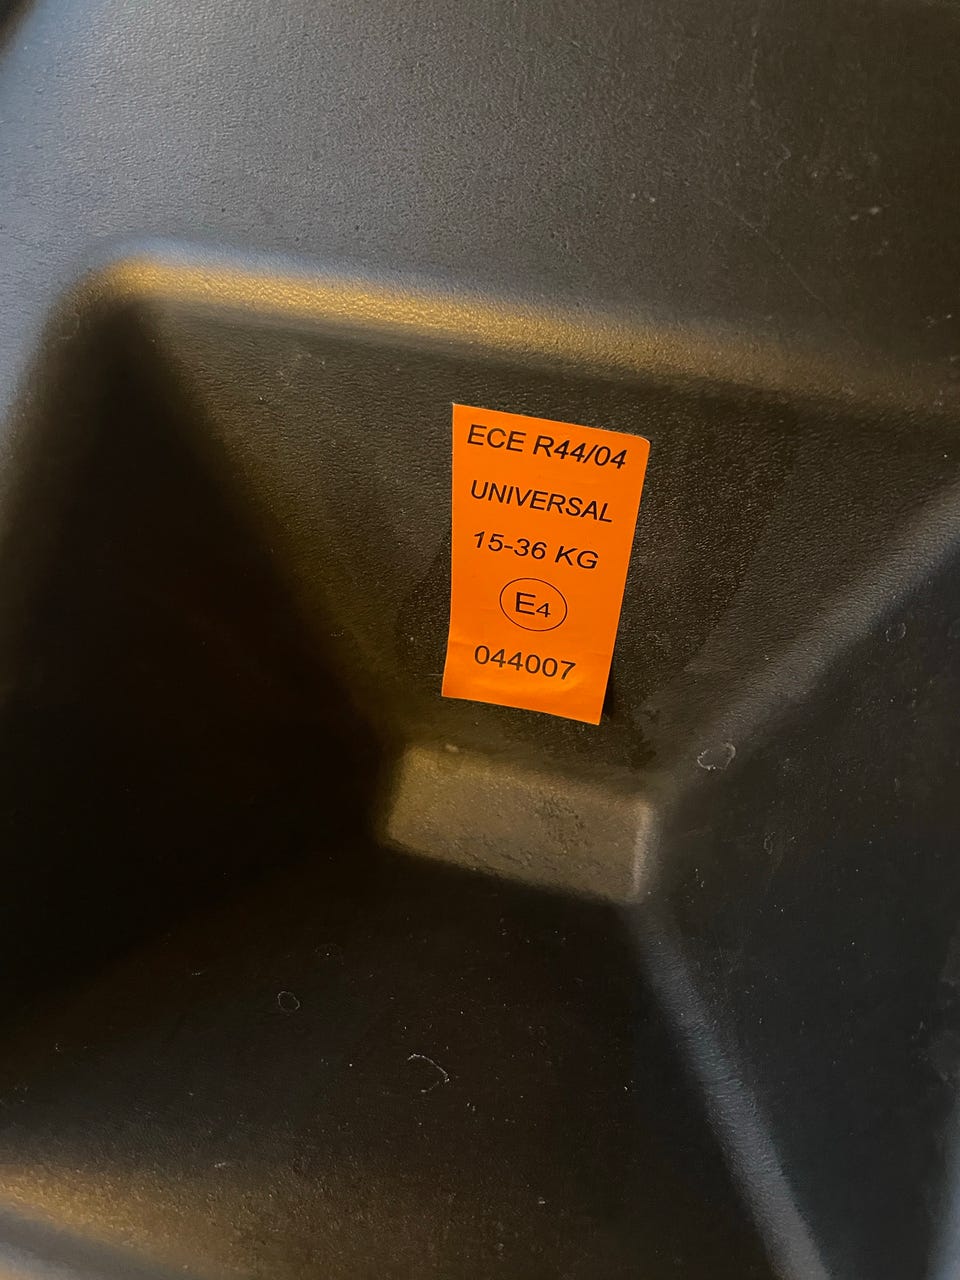 ECE R44/04
UNIVERSAL
15-36 KG
E4
044007